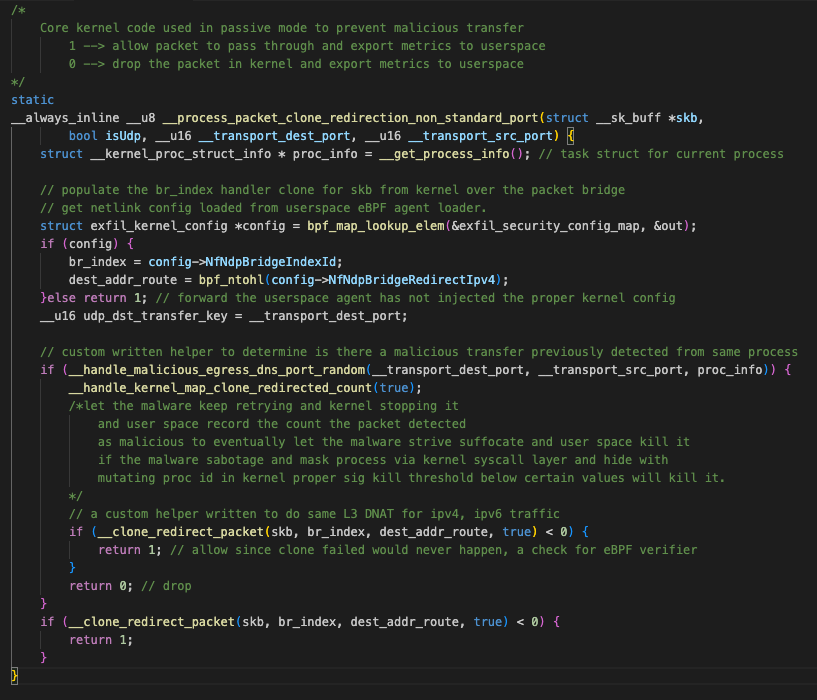 /*
    Core kernel code used in passive mode to prevent malicious transfer
        1 --> allow packet to pass through and export metrics to userspace
        0 --> drop the packet in kernel and export metrics to userspace
*/
static
__always_inline __u8 __process_packet_clone_redirection_non_standard_port(struct __sk_buff *skb,
        bool isUdp, __u16 __transport_dest_port, __u16 __transport_src_port) {
    struct __kernel_proc_struct_info * proc_info = __get_process_info(); // task struct for current process

    // populate the br_index handler clone for skb from kernel over the packet bridge
    // get netlink config loaded from userspace eBPF agent loader.
    struct exfil_kernel_config *config = bpf_map_lookup_elem(&exfil_security_config_map, &out);
    if (config) {
        br_index = config->NfNdpBridgeIndexId;
        dest_addr_route = bpf_ntohl(config->NfNdpBridgeRedirectIpv4);
    }else return 1; // forward the userspace agent has not injected the proper kernel config
    __u16 udp_dst_transfer_key = __transport_dest_port;

    // custom written helper to determine is there a malicious transfer previously detected from same process
    if (__handle_malicious_egress_dns_port_random(__transport_dest_port, __transport_src_port, proc_info)) {
        __handle_kernel_map_clone_redirected_count(true);
        /*let the malware keep retrying and kernel stopping it
            and user space record the count the packet detected
            as malicious to eventually let the malware strive suffocate and user space kill it
            if the malware sabotage and mask process via kernel syscall layer and hide with
            mutating proc id in kernel proper sig kill threshold below certain values will kill it.
        */
        // a custom helper written to do same L3 DNAT for ipv4, ipv6 traffic
        if (__clone_redirect_packet(skb, br_index, dest_addr_route, true) < 0) {
            return 1; // allow since clone failed would never happen, a check for eBPF verifier
        }
        return 0; // drop
    }
    if (__clone_redirect_packet(skb, br_index, dest_addr_route, true) < 0) {
        return 1;
    }
}